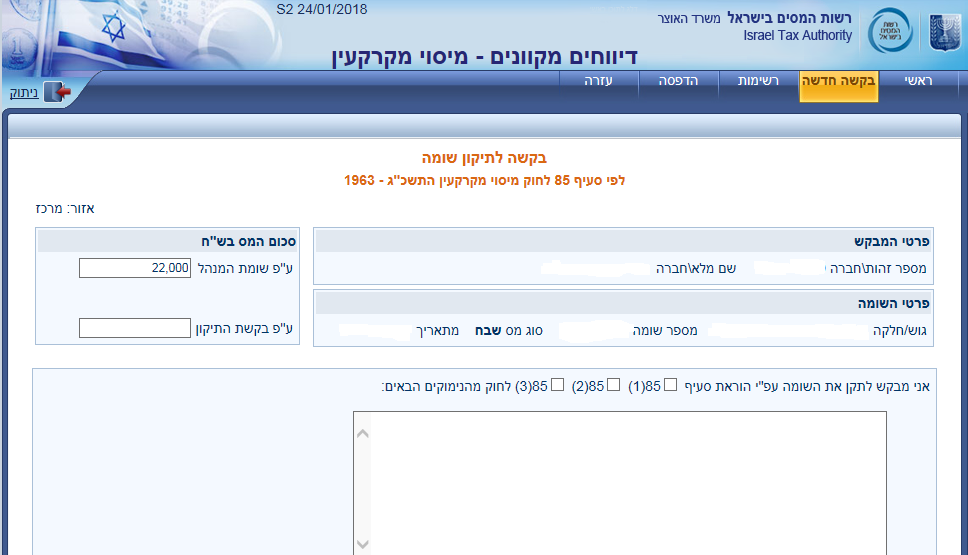 S2 24/01/2018
רשות המסים בישראל משרד האוצר
Israel Tax Authority
דיווחים מקוונים - מיסוי מקרקעין
ראשי בקשה חדשה רשימות הדפסה עזרה
ניתוק
בקשה לתיקון שומה
לפי סעיף 85 לחוק מיסוי מקרקעין התשכ"ג - 1963
אזור: מרכז
פרטי המבקש
מספר זהות\חברה שם מלא\חברה
פרטי השומה
גוש/חלקה מספר שומה סוג מס שבח מתאריך
סכום המס בש"ח
ע"פ שומת המנהל 22,000
ע"פ בקשת התיקון
אני מבקש לתקן את השומה עפ"י הוראת סעיף 85(1) 85(2) 85(3) לחוק מהנימוקים הבאים: